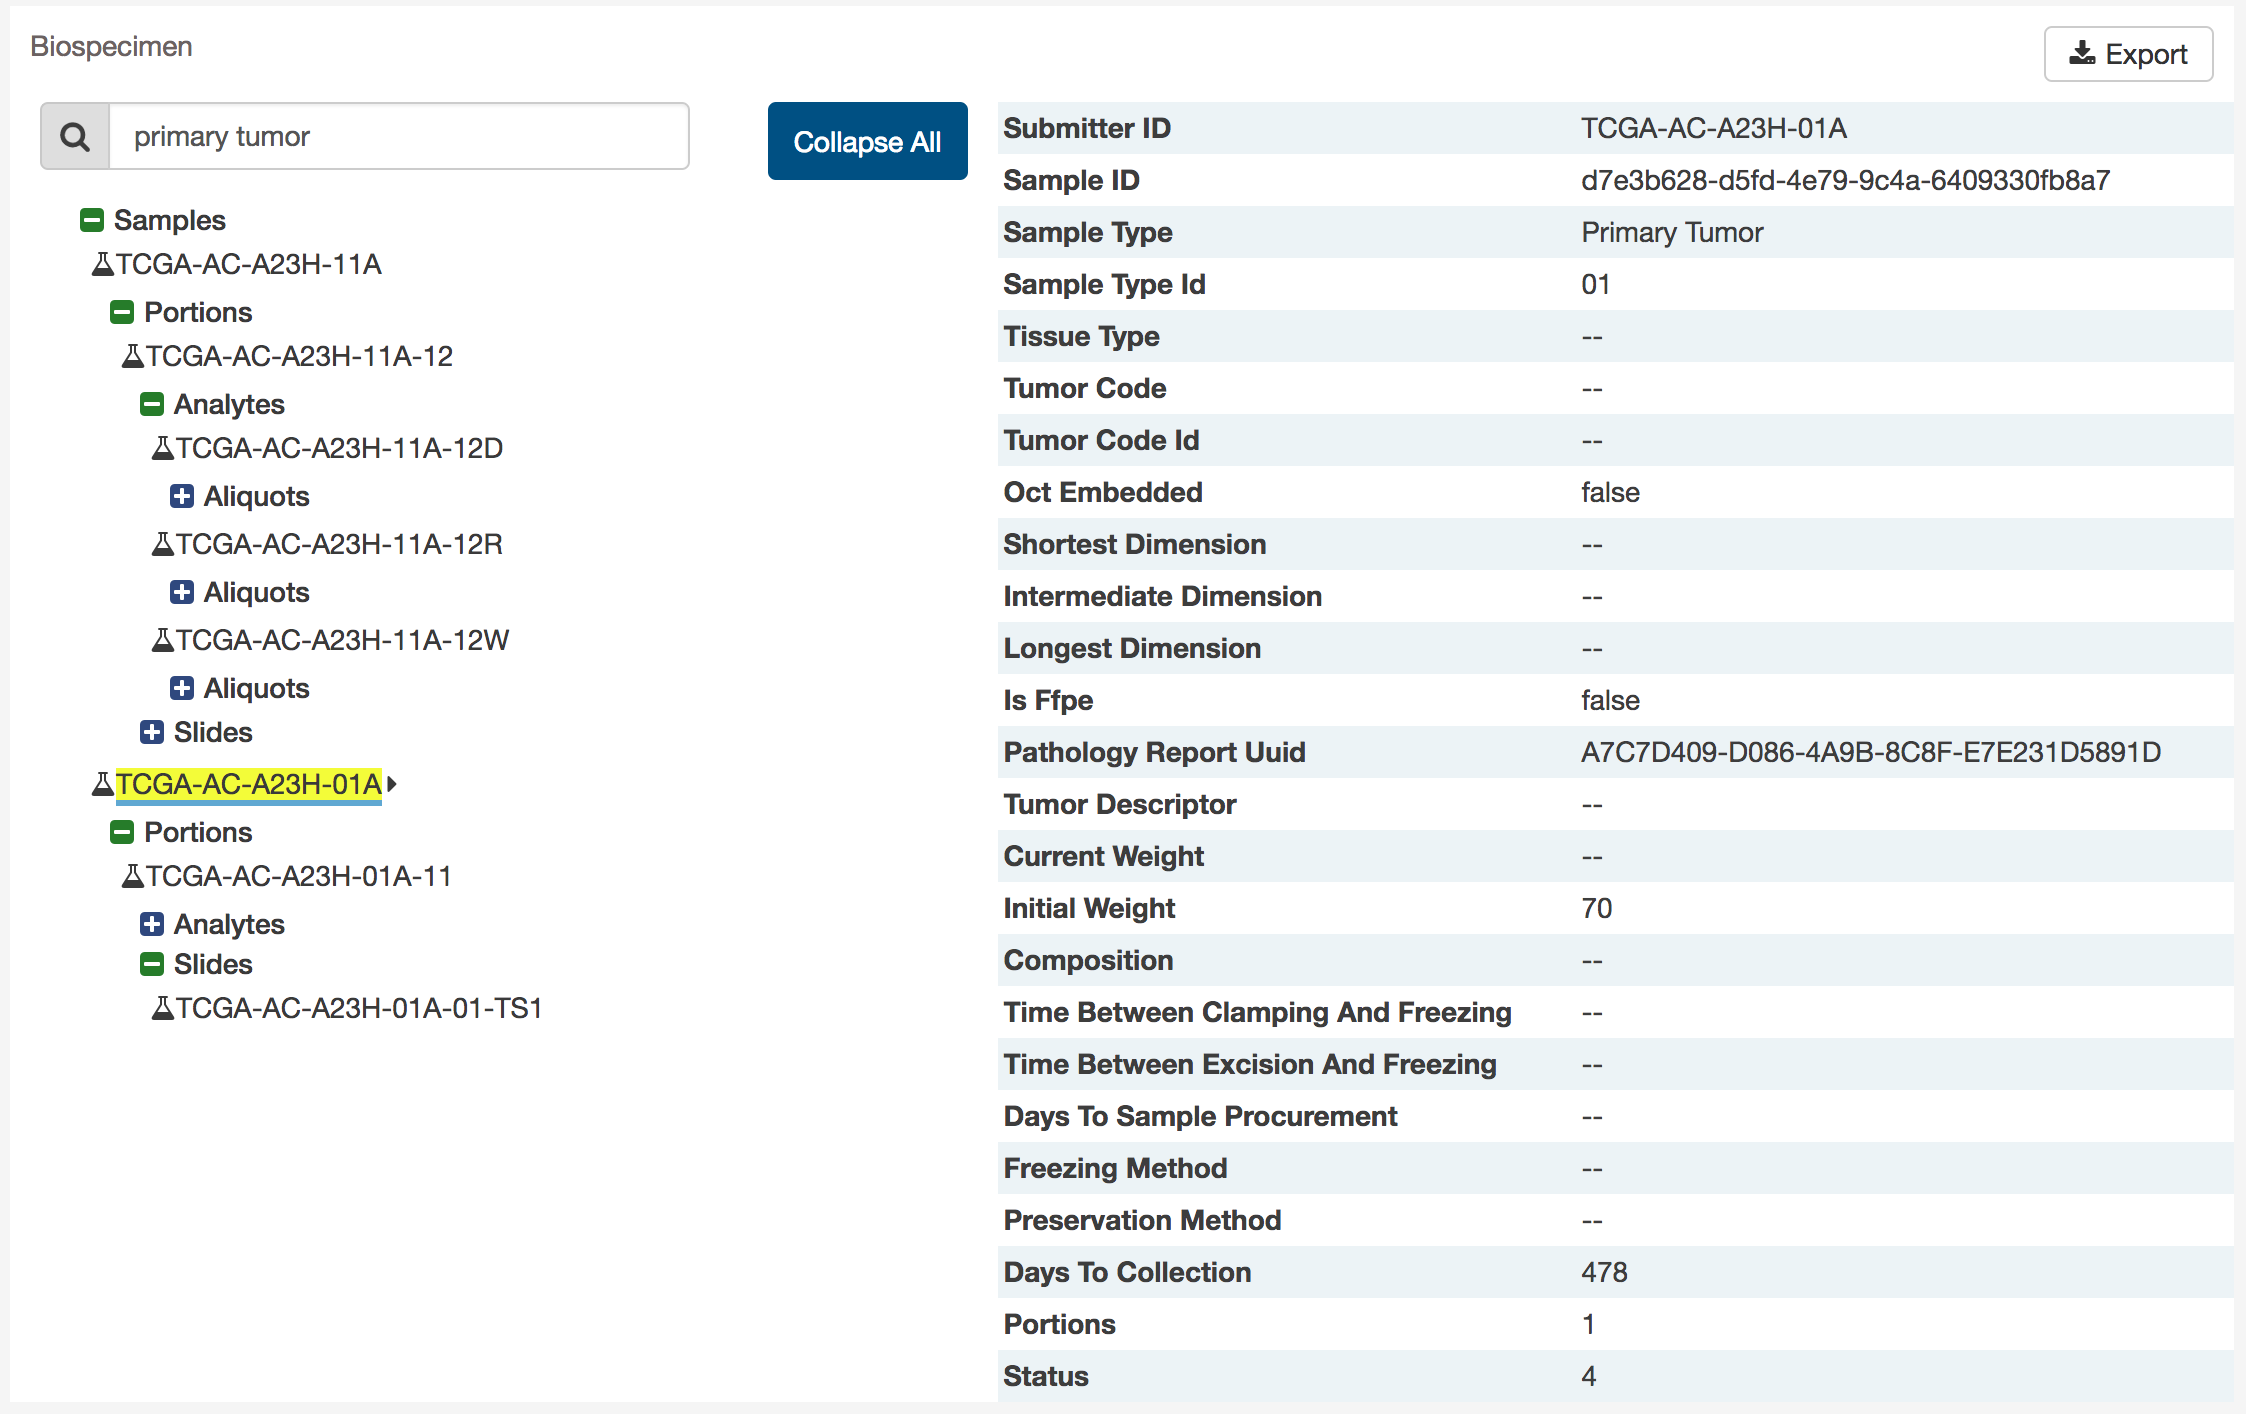 Biospecimen
Export
primary tumor
Collapse All
Samples
TCGA-AC-A23H-11A
Portions
TCGA-AC-A23H-11A-12
Analytes
TCGA-AC-A23H-11A-12D
Aliquots
TCGA-AC-A23H-11A-12R
Aliquots
TCGA-AC-A23H-11A-12W
Aliquots
Slides
TCGA-AC-A23H-01A
Portions
TCGA-AC-A23H-01A-11
Analytes
Slides
TCGA-AC-A23H-01A-01-TS1
Submitter ID TCGA-AC-A23H-01A
Sample ID d7e3b628-d5fd-4e79-9c4a-6409330fb8a7
Sample Type Primary Tumor
Sample Type Id 01
Tissue Type --
Tumor Code --
Tumor Code Id --
Oct Embedded false
Shortest Dimension --
Intermediate Dimension --
Longest Dimension --
Is Ffpe false
Pathology Report Uuid A7C7D409-D086-4A9B-8C8F-E7E231D5891D
Tumor Descriptor --
Current Weight --
Initial Weight 70
Composition --
Time Between Clamping And Freezing --
Time Between Excision And Freezing --
Days To Sample Procurement --
Freezing Method --
Preservation Method --
Days To Collection 478
Portions 1
Status 4